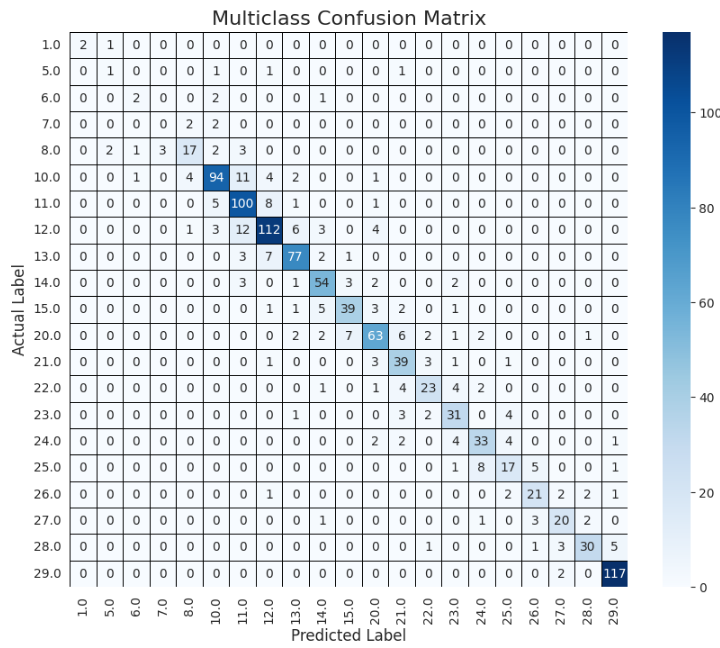 Multiclass Confusion Matrix
Actual Label
1.0 2 1 0 0 0 0 0 0 0 0 0 0 0 0 0 0 0 0 0 0 0
5.0 0 1 0 0 0 1 0 1 0 0 0 0 1 0 0 0 0 0 0 0 0
6.0 0 0 2 0 0 2 0 0 0 1 0 0 0 0 0 0 0 0 0 0 0
7.0 0 0 0 0 2 2 0 0 0 0 0 0 0 0 0 0 0 0 0 0 0
8.0 0 2 1 3 17 2 3 0 0 0 0 0 0 0 0 0 0 0 0 0 0
10.0 0 0 1 0 4 94 11 4 2 0 0 1 0 0 0 0 0 0 0 0 0
11.0 0 0 0 0 0 5 100 8 1 0 0 1 0 0 0 0 0 0 0 0 0
12.0 0 0 0 0 1 3 12 112 6 3 0 4 0 0 0 0 0 0 0 0 0
13.0 0 0 0 0 0 0 3 7 77 2 1 0 0 0 0 0 0 0 0 0 0
14.0 0 0 0 0 0 0 3 0 1 54 3 2 0 0 2 0 0 0 0 0 0
15.0 0 0 0 0 0 0 0 1 1 5 39 3 2 0 1 0 0 0 0 0 0
20.0 0 0 0 0 0 0 0 0 2 2 7 63 6 2 1 2 0 0 0 1 0
21.0 0 0 0 0 0 0 0 1 0 0 0 3 39 3 1 0 1 0 0 0 0
22.0 0 0 0 0 0 0 0 0 0 1 0 1 4 23 4 2 0 0 0 0 0
23.0 0 0 0 0 0 0 0 0 1 0 0 0 3 2 31 0 4 0 0 0 0
24.0 0 0 0 0 0 0 0 0 0 0 0 2 2 0 4 33 4 0 0 0 1
25.0 0 0 0 0 0 0 0 0 0 0 0 0 0 0 1 8 17 5 0 0 1
26.0 0 0 0 0 0 0 0 1 0 0 0 0 0 0 0 0 2 21 2 2 1
27.0 0 0 0 0 0 0 0 0 0 1 0 0 0 0 0 1 0 3 20 2 0
28.0 0 0 0 0 0 0 0 0 0 0 0 0 0 1 0 0 0 1 3 30 5
29.0 0 0 0 0 0 0 0 0 0 0 0 0 0 0 0 0 0 0 2 0 117
1.0 5.0 6.0 7.0 8.0 10.0 11.0 12.0 13.0 14.0 15.0 20.0 21.0 22.0 23.0 24.0 25.0 26.0 27.0 28.0 29.0
Predicted Label
100
80
60
40
20
0